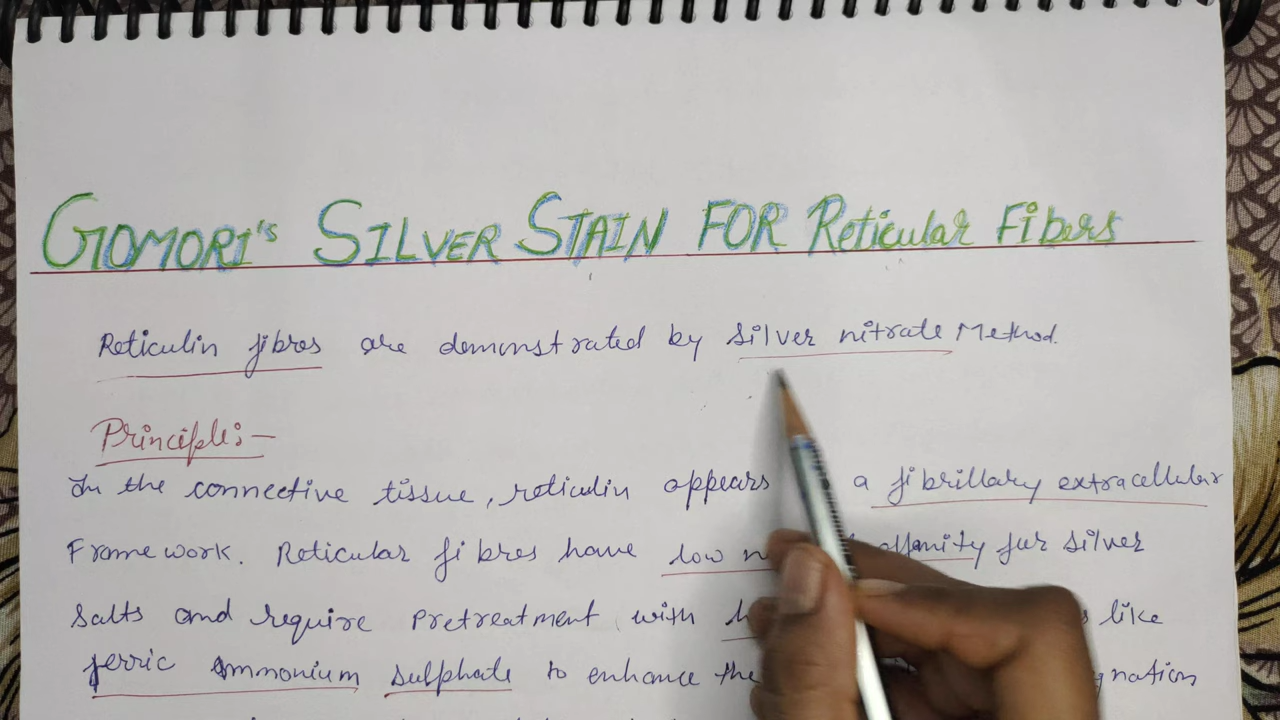 GOMORI's SILVER STAIN FOR Reticular Fibers
Reticulin fibres are demonstrated by silver nitrate Method.
Principle:-
In the connective tissue, reticulin appears a fibrillary extracellular
Framework. Reticular fibres have low affinity for silver
salts and require pretreatment with like
ferric ammonium sulphate to enhance the